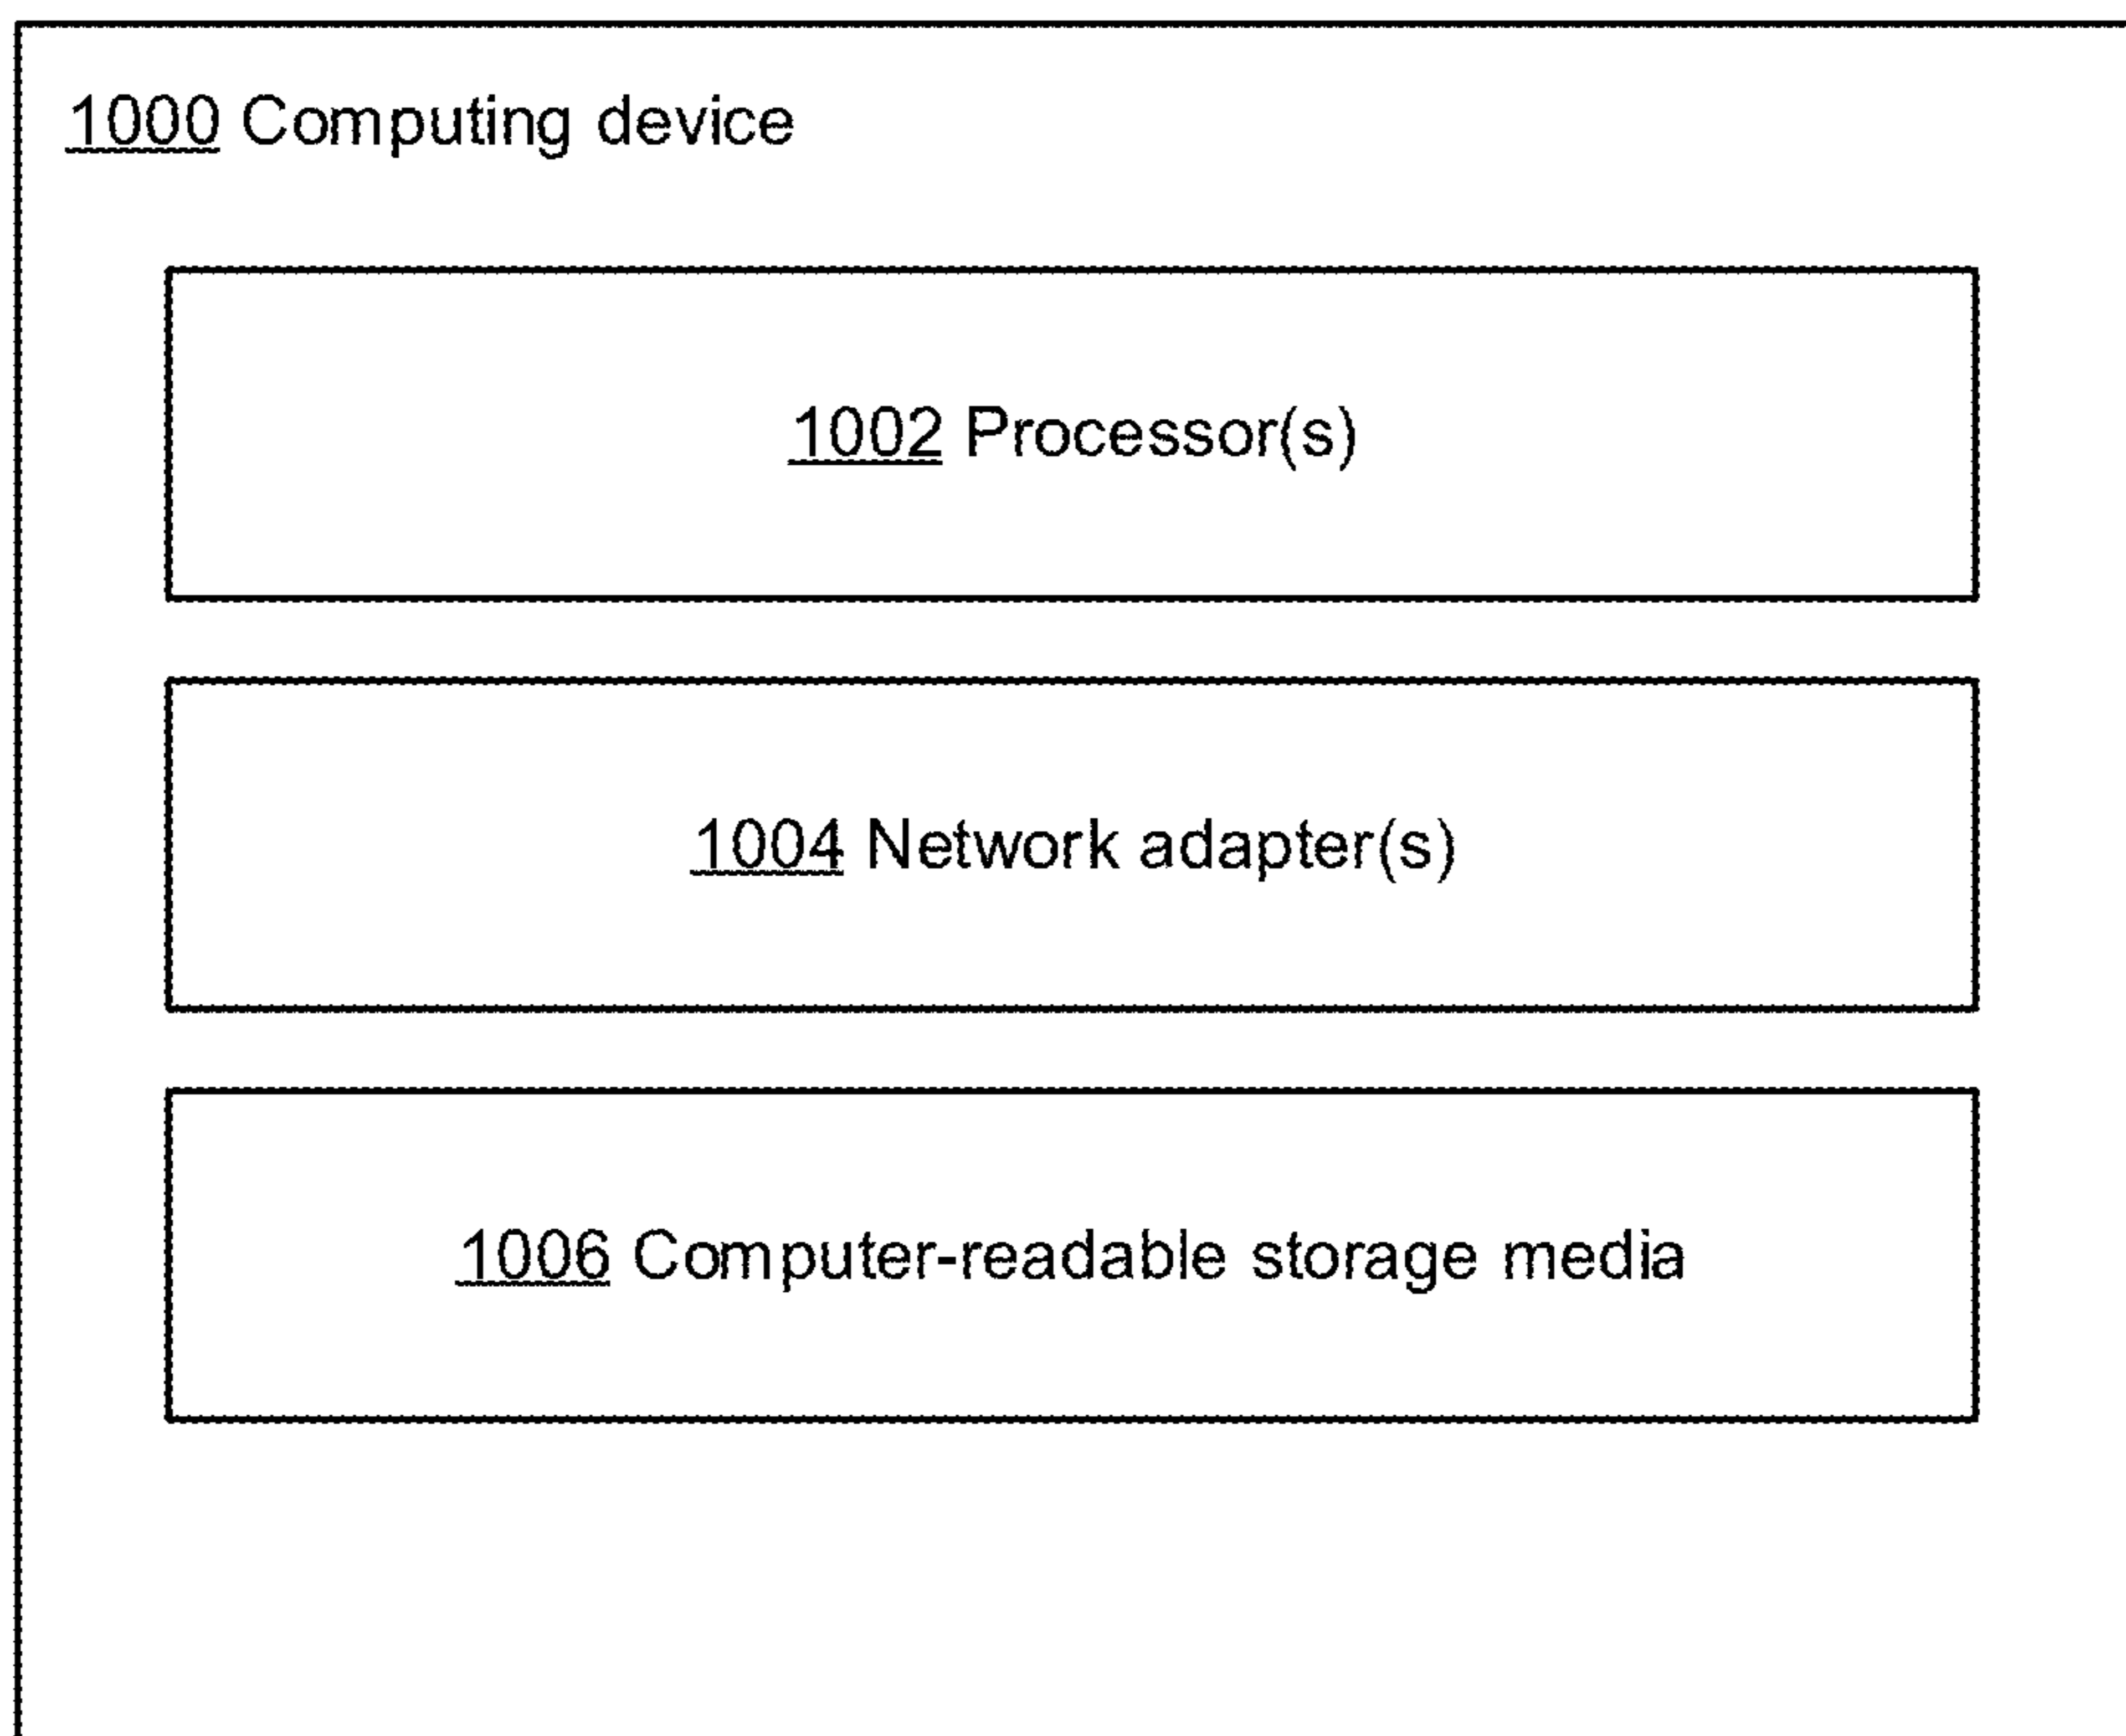 1000 Computing device
1002 Processor(s)
1004 Network adapter(s)
1006 Computer-readable storage media